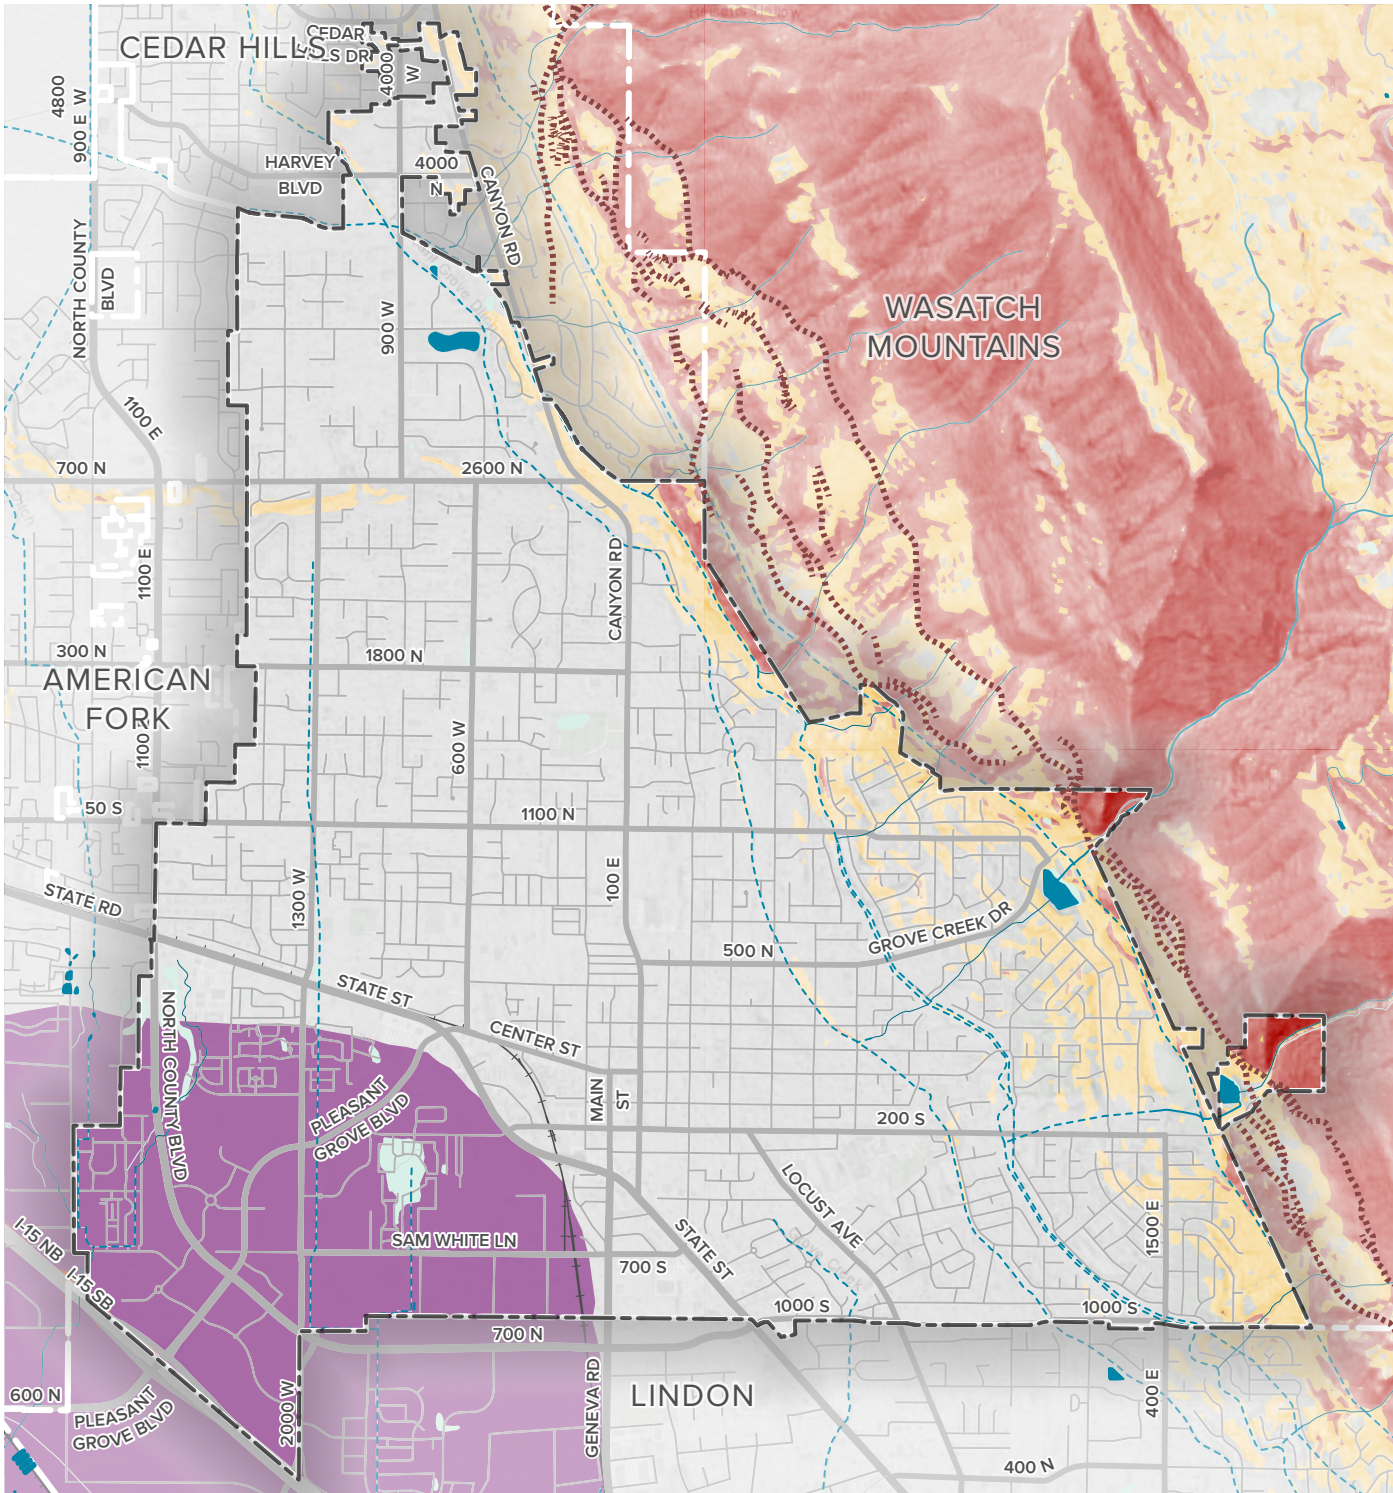 CEDAR HILLS
CEDAR
LS DR
4000
W
4800
900 E W
HARVEY
BLVD
4000
N
CANYON RD
NORTH COUNTY
BLVD
900 W
WASATCH
MOUNTAINS
1100 E
700 N
2600 N
1100 E
CANYON RD
300 N
1800 N
AMERICAN
FORK
1100
600 W
50 S
1100 N
STATE RD
1300 W
100 E
GROVE CREEK DR
500 N
STATE ST
NORTH COUNTY BLVD
CENTER ST
PLEASANT
GROVE BLVD
MAIN
ST
200 S
LOCUST AVE
1500 E
I-15 NB
I-15 SB
SAM WHITE LN
STATE ST
700 S
1000 S
1000 S
700 N
600 N
PLEASANT
GROVE BLVD
2000 W
GENEVA RD
LINDON
400 E
400 N